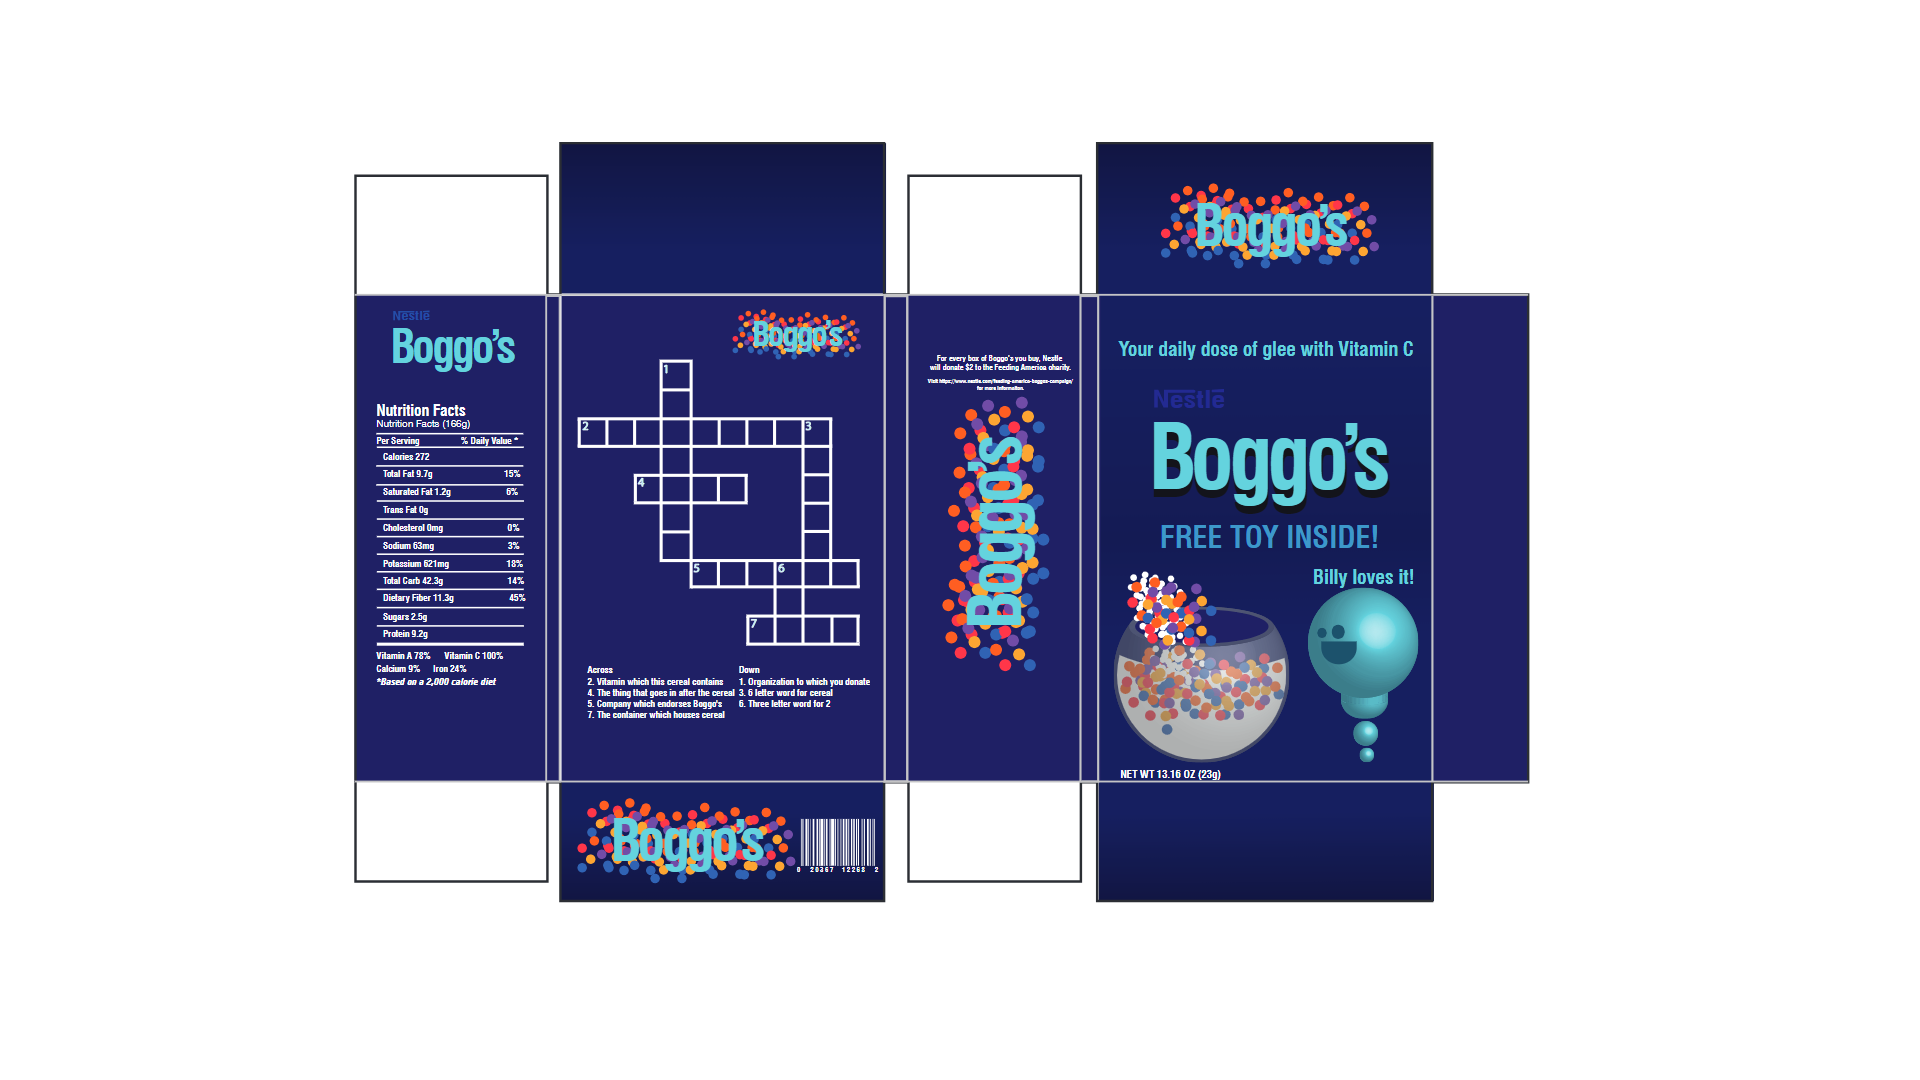 Nestlē
Boggo's
Nutrition Facts
Nutrition Facts (166g)
Per Serving % Daily Value *
Calories 272
Total Fat 9.7g 15%
Saturated Fat 1.2g 6%
Trans Fat 0g
Cholesterol 0mg 0%
Sodium 63mg 3%
Potassium 621mg 18%
Total Carb 42.3g 14%
Dietary Fiber 11.3g 45%
Sugars 2.5g
Protein 9.2g
Vitamin A 78% Vitamin C 100%
Calcium 9% Iron 24%
*Based on a 2,000 calorie diet
Boggo's
1
2 3
4
5 6
7
Across
2. Vitamin which this cereal contains
4. The thing that goes in after the cereal
5. Company which endorses Boggo's
7. The container which houses cereal
Down
1. Organization to which you donate
3. 6 letter word for cereal
6. Three letter word for 2
Boggo's
0 20367 12268 2
For every box of Boggo's you buy, Nestle
will donate $2 to the Feeding America charity.
Visit https://www.nestle.com/feeding-america-boggos-campaign/
for more information.
Boggo's
Boggo's
Your daily dose of glee with Vitamin C
Nestlē
Boggo's
FREE TOY INSIDE!
Billy loves it!
NET WT 13.16 OZ (23g)